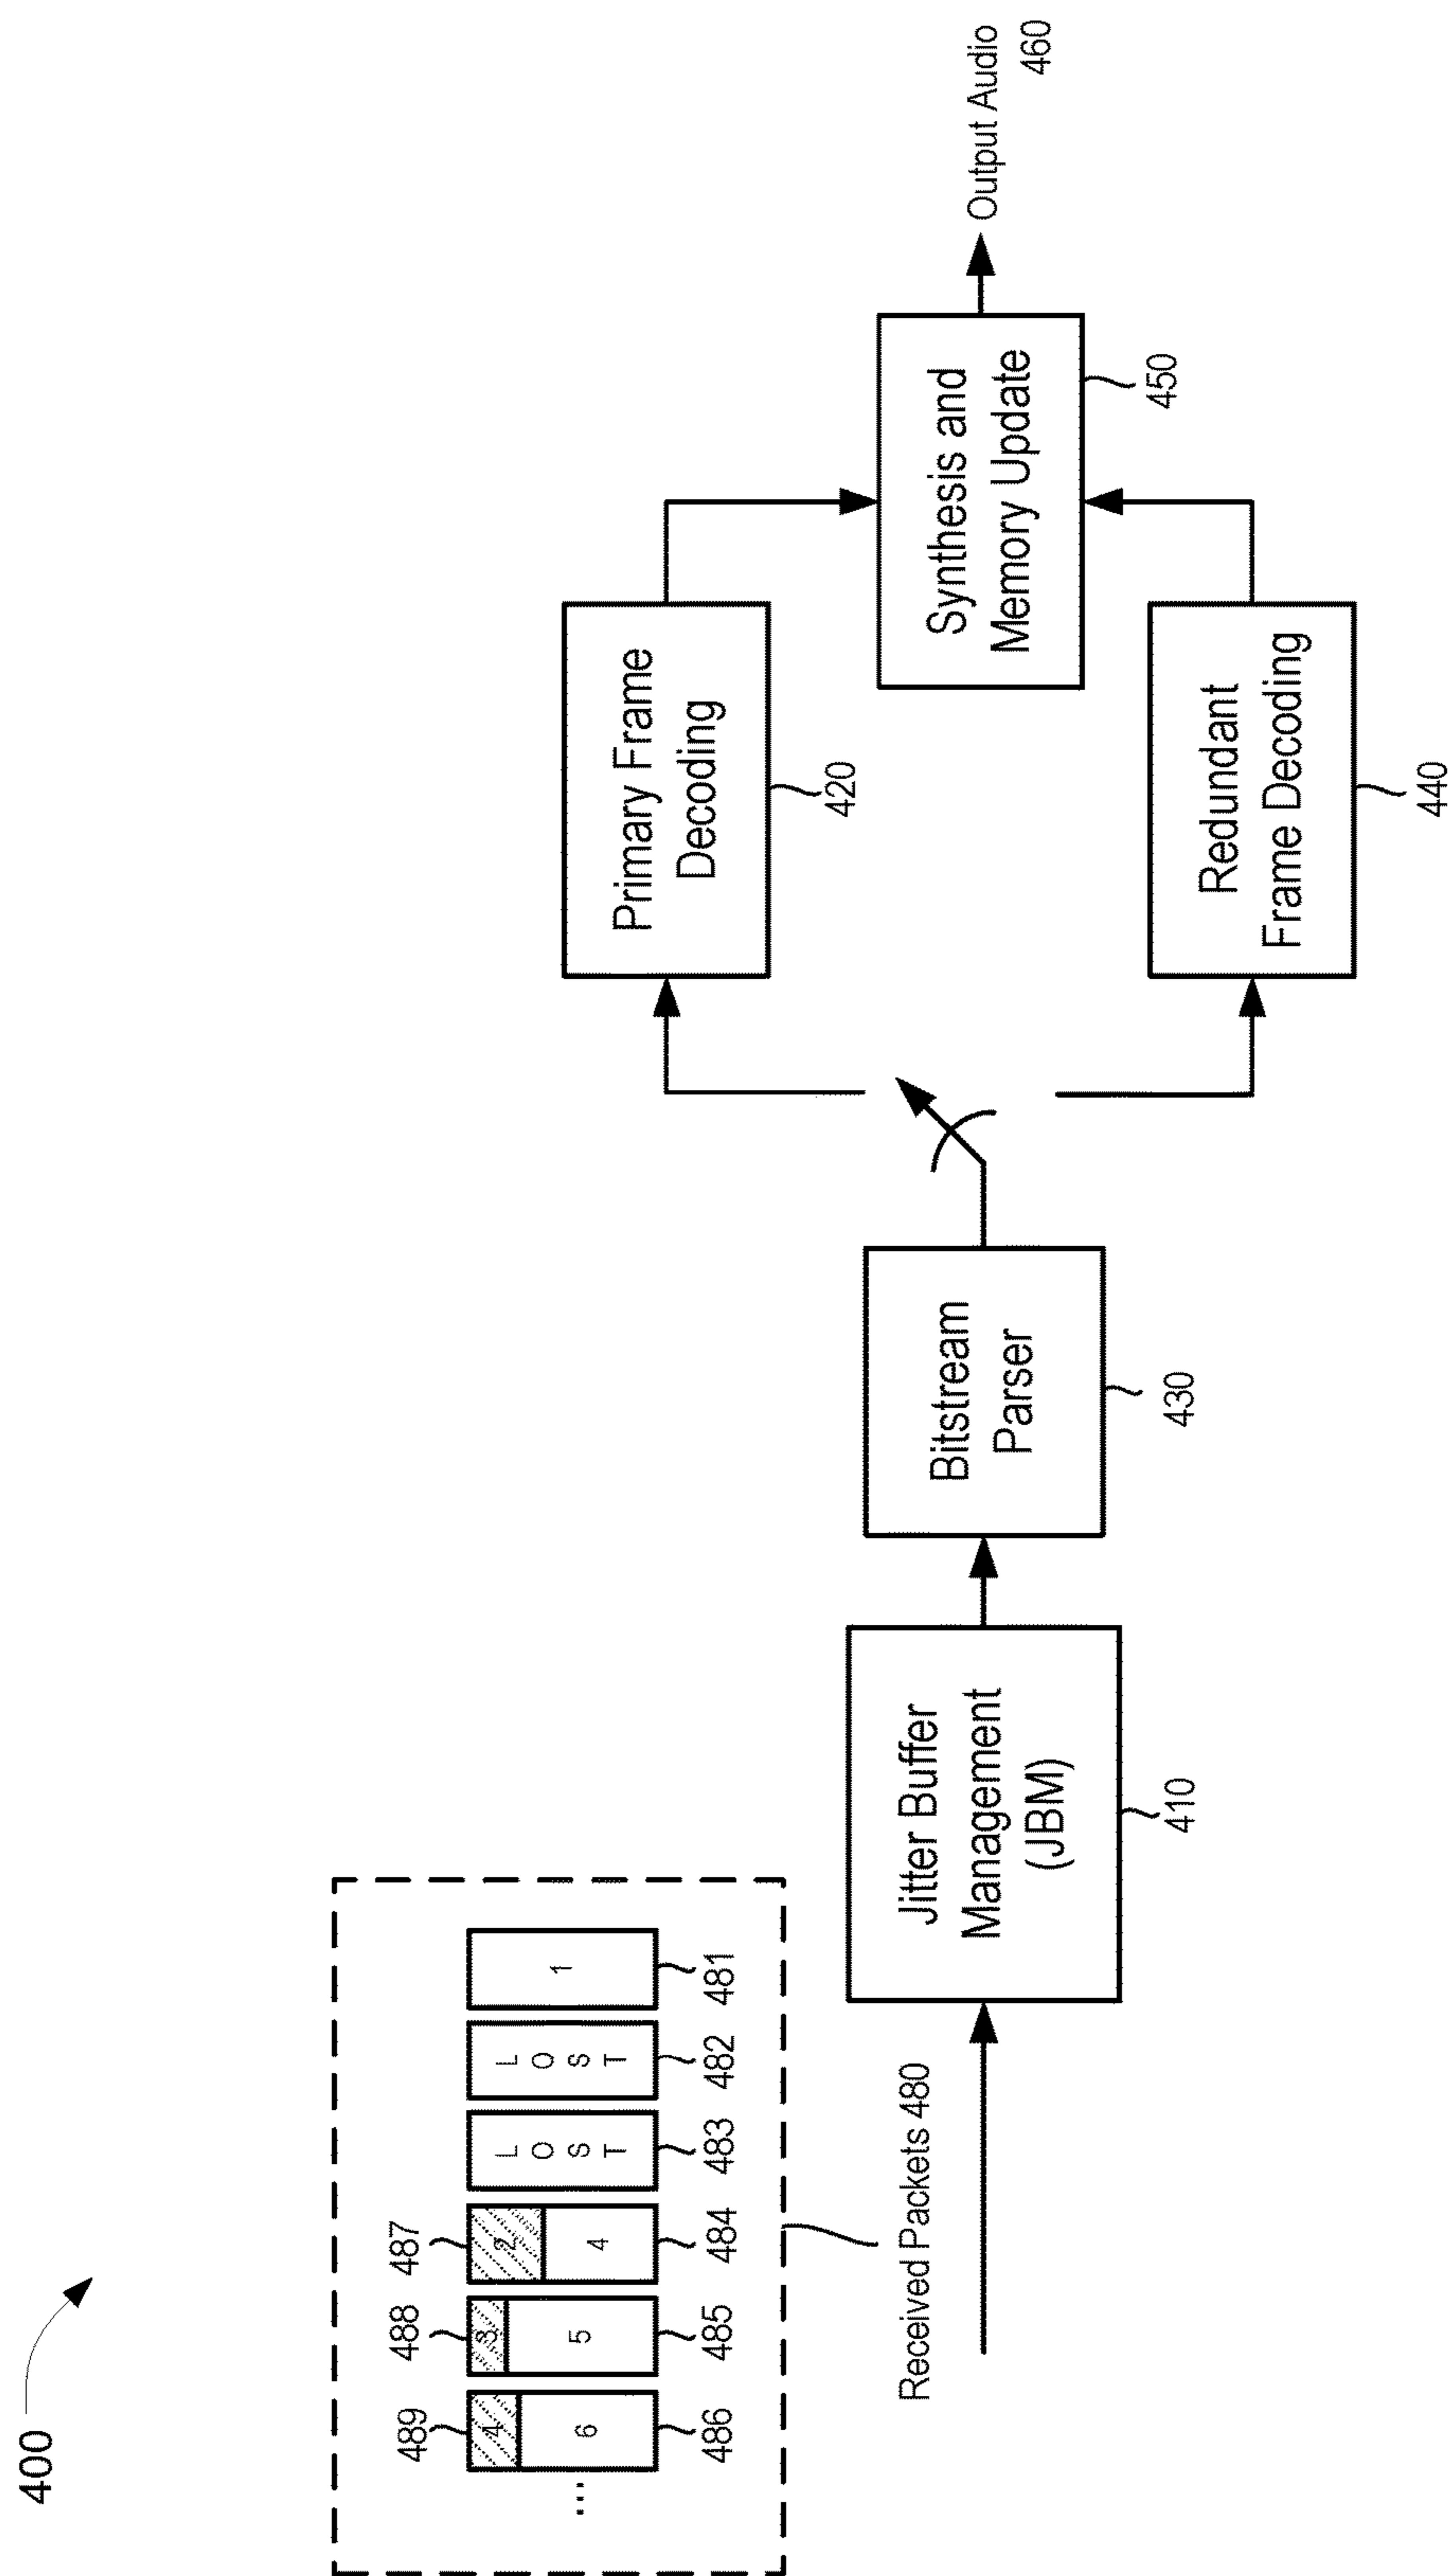 400
489
488
487
4
3
2
L
O
S
T
L
O
S
T
1
...
6
5
4
486
485
484
483
482
481
Received Packets 480
Jitter Buffer
Management
(JBM)
410
Bitstream
Parser
430
Primary Frame
Decoding
420
Redundant
Frame Decoding
440
Synthesis and
Memory Update
450
Output Audio
460